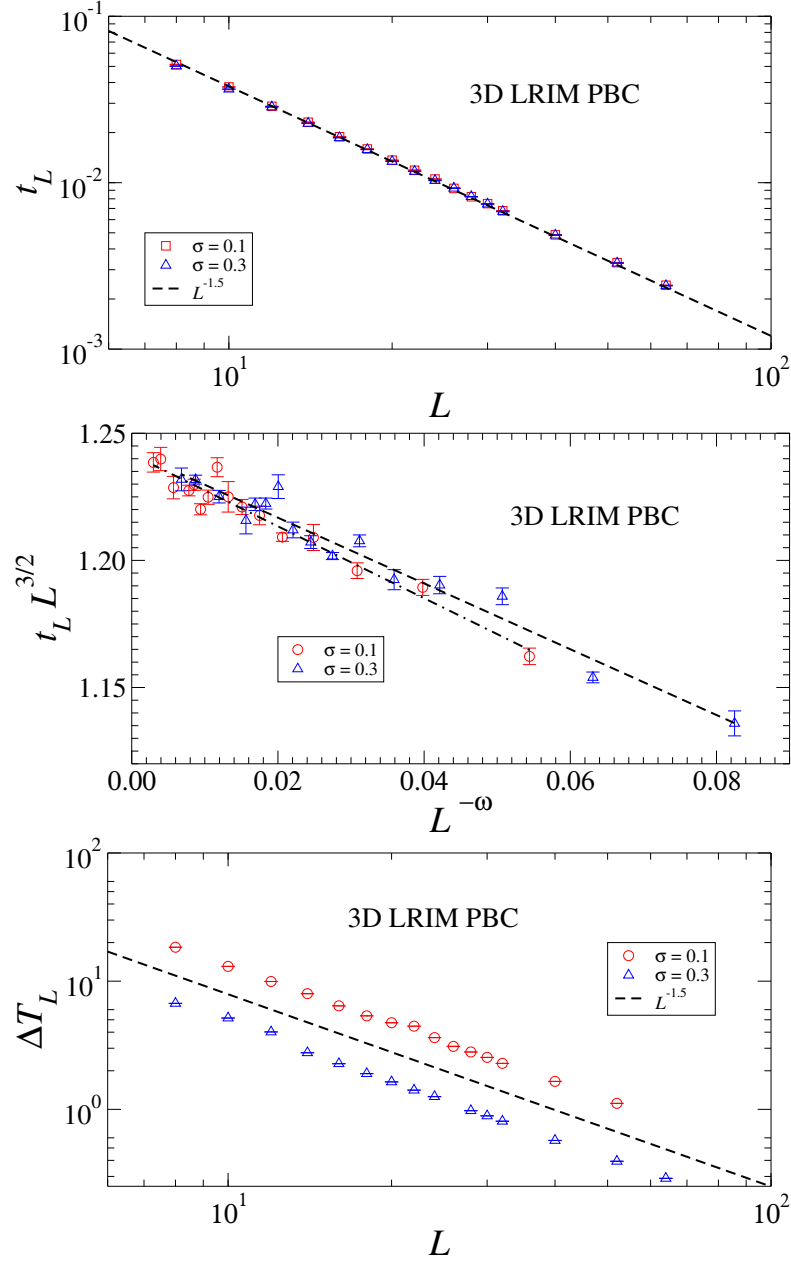 10^-1
3D LRIM PBC
t_L
10^-2
σ = 0.1
σ = 0.3
L^-1.5
10^-3
10^1
10^2
L
1.25
3D LRIM PBC
1.20
t_L L^3/2
σ = 0.1
σ = 0.3
1.15
0.00 0.02 0.04 0.06 0.08
L^-ω
10^2
3D LRIM PBC
σ = 0.1
σ = 0.3
L^-1.5
10^1
ΔT_L
10^0
10^1
10^2
L